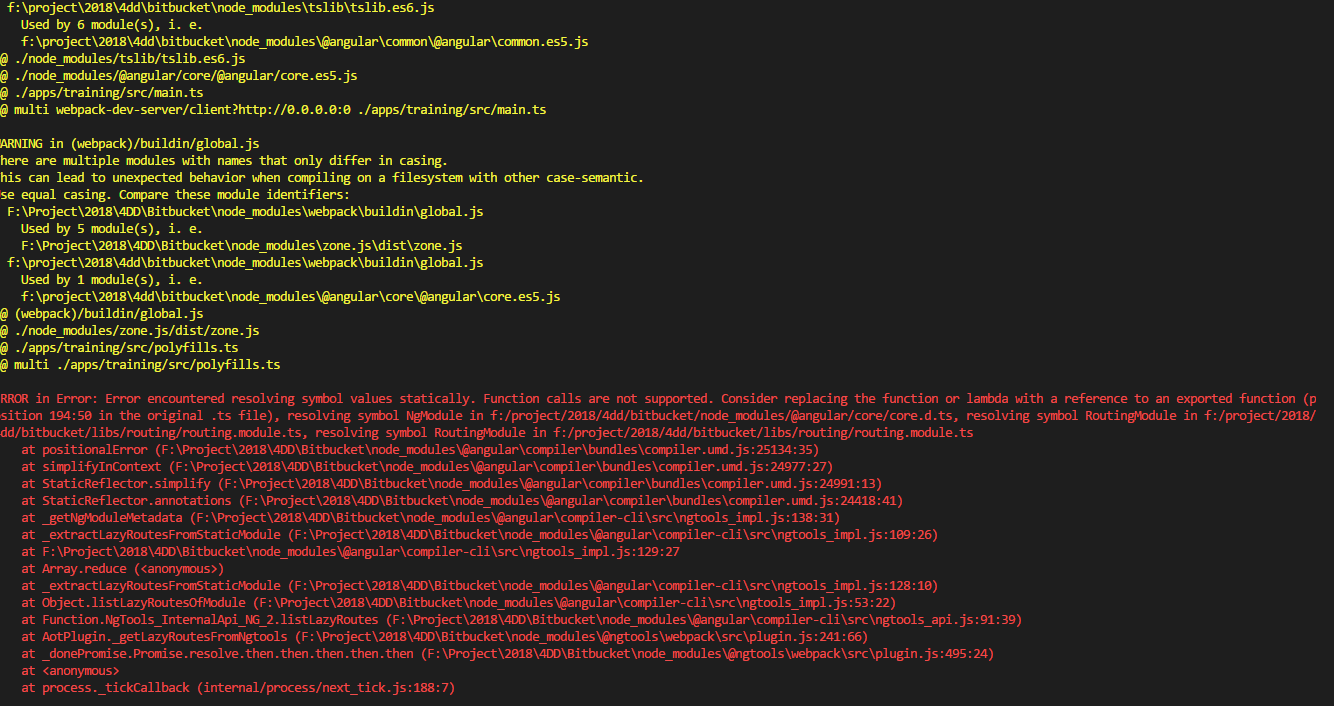 f:\project\2018\4dd\bitbucket\node_modules\tslib\tslib.es6.js
Used by 6 module(s), i. e.
f:\project\2018\4dd\bitbucket\node_modules\@angular\common\@angular\common.es5.js
@ ./node_modules/tslib/tslib.es6.js
@ ./node_modules/@angular/core/@angular/core.es5.js
@ ./apps/training/src/main.ts
@ multi webpack-dev-server/client?http://0.0.0.0:0 ./apps/training/src/main.ts
ARNING in (webpack)/buildin/global.js
here are multiple modules with names that only differ in casing.
his can lead to unexpected behavior when compiling on a filesystem with other case-semantic.
se equal casing. Compare these module identifiers:
F:\Project\2018\4DD\Bitbucket\node_modules\webpack\buildin\global.js
Used by 5 module(s), i. e.
F:\Project\2018\4DD\Bitbucket\node_modules\zone.js\dist\zone.js
f:\project\2018\4dd\bitbucket\node_modules\webpack\buildin\global.js
Used by 1 module(s), i. e.
f:\project\2018\4dd\bitbucket\node_modules\@angular\core\@angular\core.es5.js
@ (webpack)/buildin/global.js
@ ./node_modules/zone.js/dist/zone.js
@ ./apps/training/src/polyfills.ts
@ multi ./apps/training/src/polyfills.ts
RROR in Error: Error encountered resolving symbol values statically. Function calls are not supported. Consider replacing the function or lambda with a reference to an exported function (p
sition 194:50 in the original .ts file), resolving symbol NgModule in f:/project/2018/4dd/bitbucket/node_modules/@angular/core/core.d.ts, resolving symbol RoutingModule in f:/project/2018/
dd/bitbucket/libs/routing/routing.module.ts, resolving symbol RoutingModule in f:/project/2018/4dd/bitbucket/libs/routing/routing.module.ts
at positionalError (F:\Project\2018\4DD\Bitbucket\node_modules\@angular\compiler\bundles\compiler.umd.js:25134:35)
at simplifyInContext (F:\Project\2018\4DD\Bitbucket\node_modules\@angular\compiler\bundles\compiler.umd.js:24977:27)
at StaticReflector.simplify (F:\Project\2018\4DD\Bitbucket\node_modules\@angular\compiler\bundles\compiler.umd.js:24991:13)
at StaticReflector.annotations (F:\Project\2018\4DD\Bitbucket\node_modules\@angular\compiler\bundles\compiler.umd.js:24418:41)
at _getNgModuleMetadata (F:\Project\2018\4DD\Bitbucket\node_modules\@angular\compiler-cli\src\ngtools_impl.js:138:31)
at _extractLazyRoutesFromStaticModule (F:\Project\2018\4DD\Bitbucket\node_modules\@angular\compiler-cli\src\ngtools_impl.js:109:26)
at F:\Project\2018\4DD\Bitbucket\node_modules\@angular\compiler-cli\src\ngtools_impl.js:129:27
at Array.reduce (<anonymous>)
at _extractLazyRoutesFromStaticModule (F:\Project\2018\4DD\Bitbucket\node_modules\@angular\compiler-cli\src\ngtools_impl.js:128:10)
at Object.listLazyRoutesOfModule (F:\Project\2018\4DD\Bitbucket\node_modules\@angular\compiler-cli\src\ngtools_impl.js:53:22)
at Function.NgTools_InternalApi_NG_2.listLazyRoutes (F:\Project\2018\4DD\Bitbucket\node_modules\@angular\compiler-cli\src\ngtools_api.js:91:39)
at AotPlugin._getLazyRoutesFromNgtools (F:\Project\2018\4DD\Bitbucket\node_modules\@ngtools\webpack\src\plugin.js:241:66)
at _donePromise.Promise.resolve.then.then.then.then.then (F:\Project\2018\4DD\Bitbucket\node_modules\@ngtools\webpack\src\plugin.js:495:24)
at <anonymous>
at process._tickCallback (internal/process/next_tick.js:188:7)